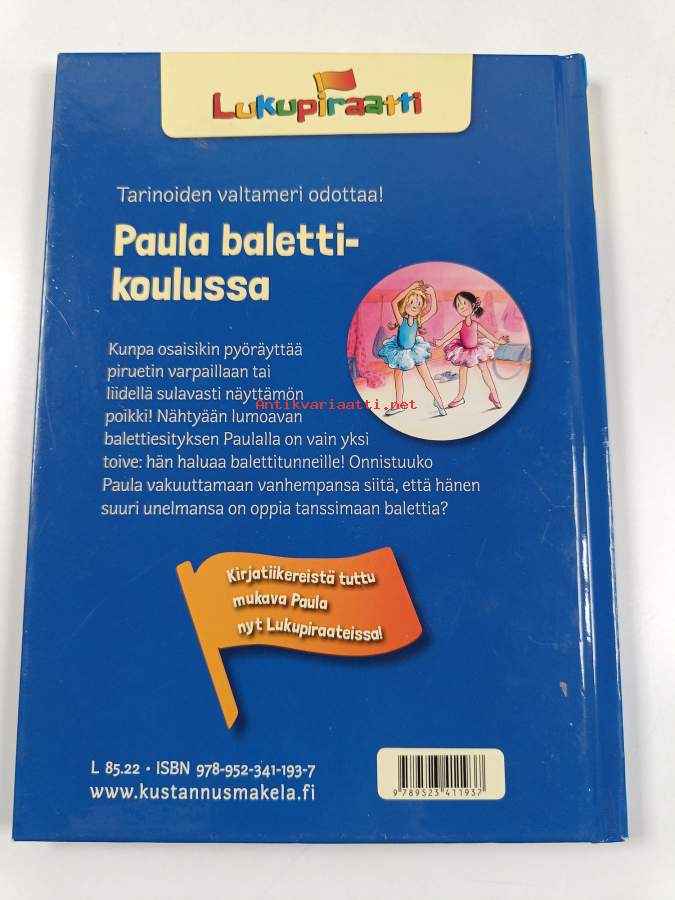 Lukupiraatti
Tarinoiden valtameri odottaa!
Paula baletti-
koulussa
Kunpa osaisikin pyöräyttää
piruetin varpaillaan tai
liidellä sulavasti näyttämön
poikki! Nähtyään lumoavan
balettiesityksen Paulalla on vain yksi
toive: hän haluaa balettitunneille! Onnistuuko
Paula vakuuttamaan vanhempansa siitä, että hänen
suuri unelmansa on oppia tanssimaan balettia?
Antikvariaatti.net
Kirjatiikereistä tuttu
mukava Paula
nyt Lukupiraateissa!
L 85.22 • ISBN 978-952-341-193-7
www.kustannusmakela.fi
9 789523 411937